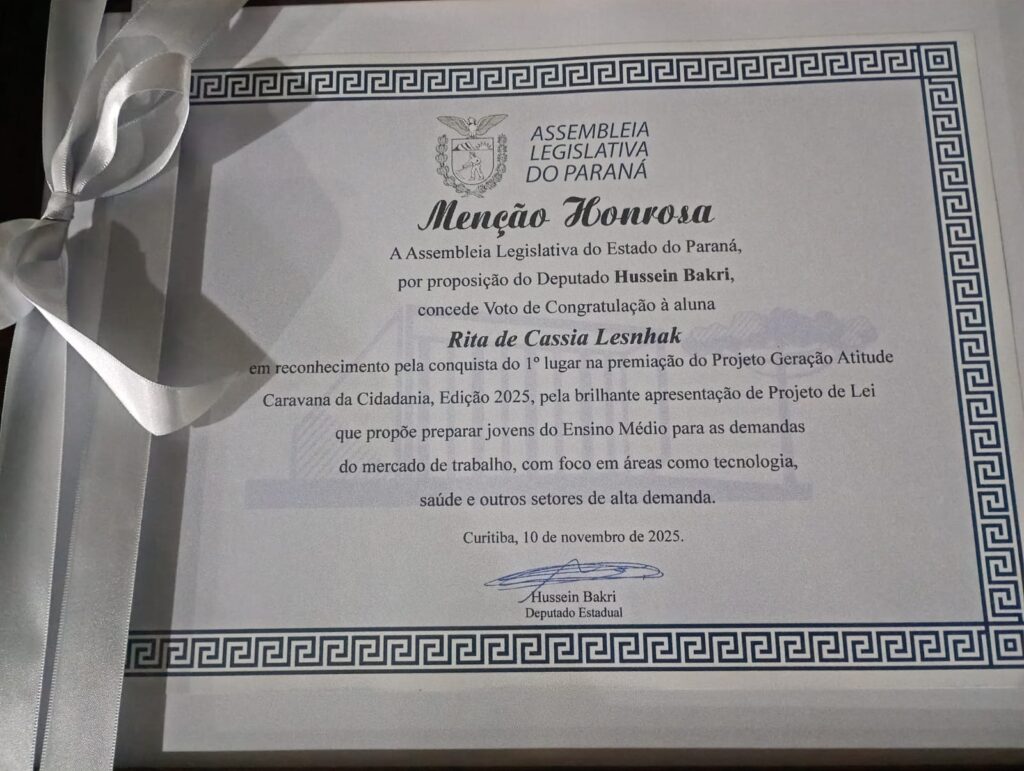 ASSEMBLEIA
LEGISLATIVA
DO PARANÁ
Menção Honrosa
A Assembleia Legislativa do Estado do Paraná,
por proposição do Deputado Hussein Bakri,
concede Voto de Congratulação à aluna
Rita de Cassia Lesnhak
em reconhecimento pela conquista do 1º lugar na premiação do Projeto Geração Atitude
Caravana da Cidadania, Edição 2025, pela brilhante apresentação de Projeto de Lei
que propõe preparar jovens do Ensino Médio para as demandas
do mercado de trabalho, com foco em áreas como tecnologia,
saúde e outros setores de alta demanda.
Curitiba, 10 de novembro de 2025.
Hussein Bakri
Deputado Estadual